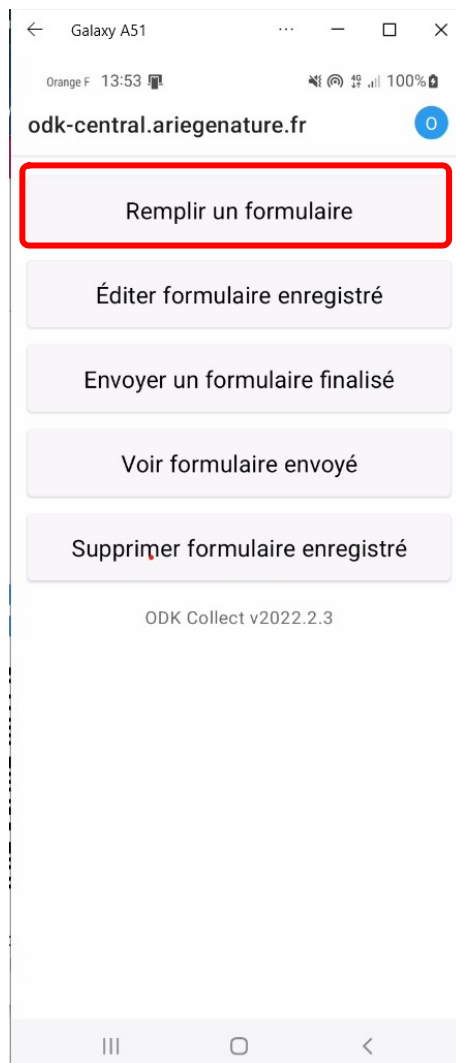 Galaxy A51
Orange F 13:53 100%
odk-central.ariegenature.fr
O
Remplir un formulaire
Éditer formulaire enregistré
Envoyer un formulaire finalisé
Voir formulaire envoyé
Supprimer formulaire enregistré
ODK Collect v2022.2.3